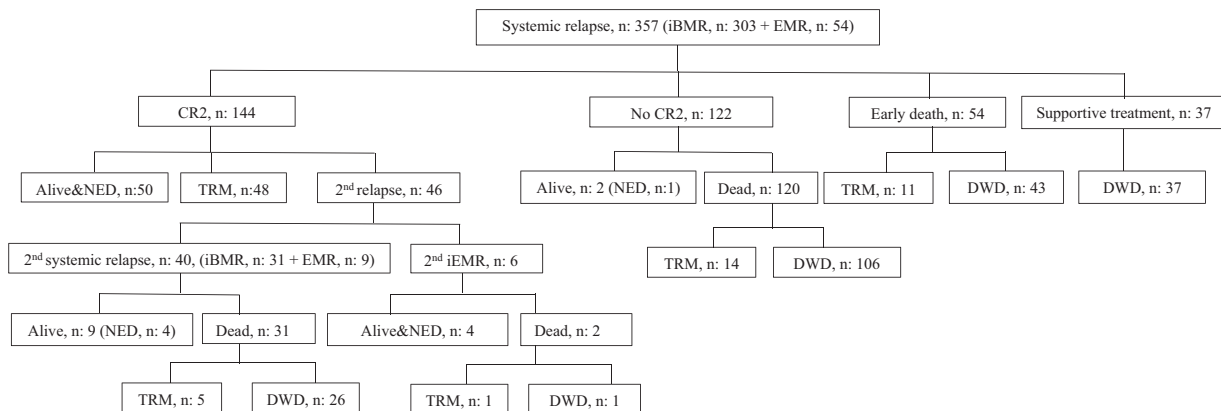 Systemic relapse, n: 357 (iBMR, n: 303 + EMR, n: 54)
CR2, n: 144
No CR2, n: 122
Early death, n: 54
Supportive treatment, n: 37
Alive&NED, n:50
TRM, n:48
2nd relapse, n: 46
Alive, n: 2 (NED, n:1)
Dead, n: 120
TRM, n: 11
DWD, n: 43
DWD, n: 37
2nd systemic relapse, n: 40, (iBMR, n: 31 + EMR, n: 9)
2nd iEMR, n: 6
TRM, n: 14
DWD, n: 106
Alive, n: 9 (NED, n: 4)
Dead, n: 31
Alive&NED, n: 4
Dead, n: 2
TRM, n: 5
DWD, n: 26
TRM, n: 1
DWD, n: 1